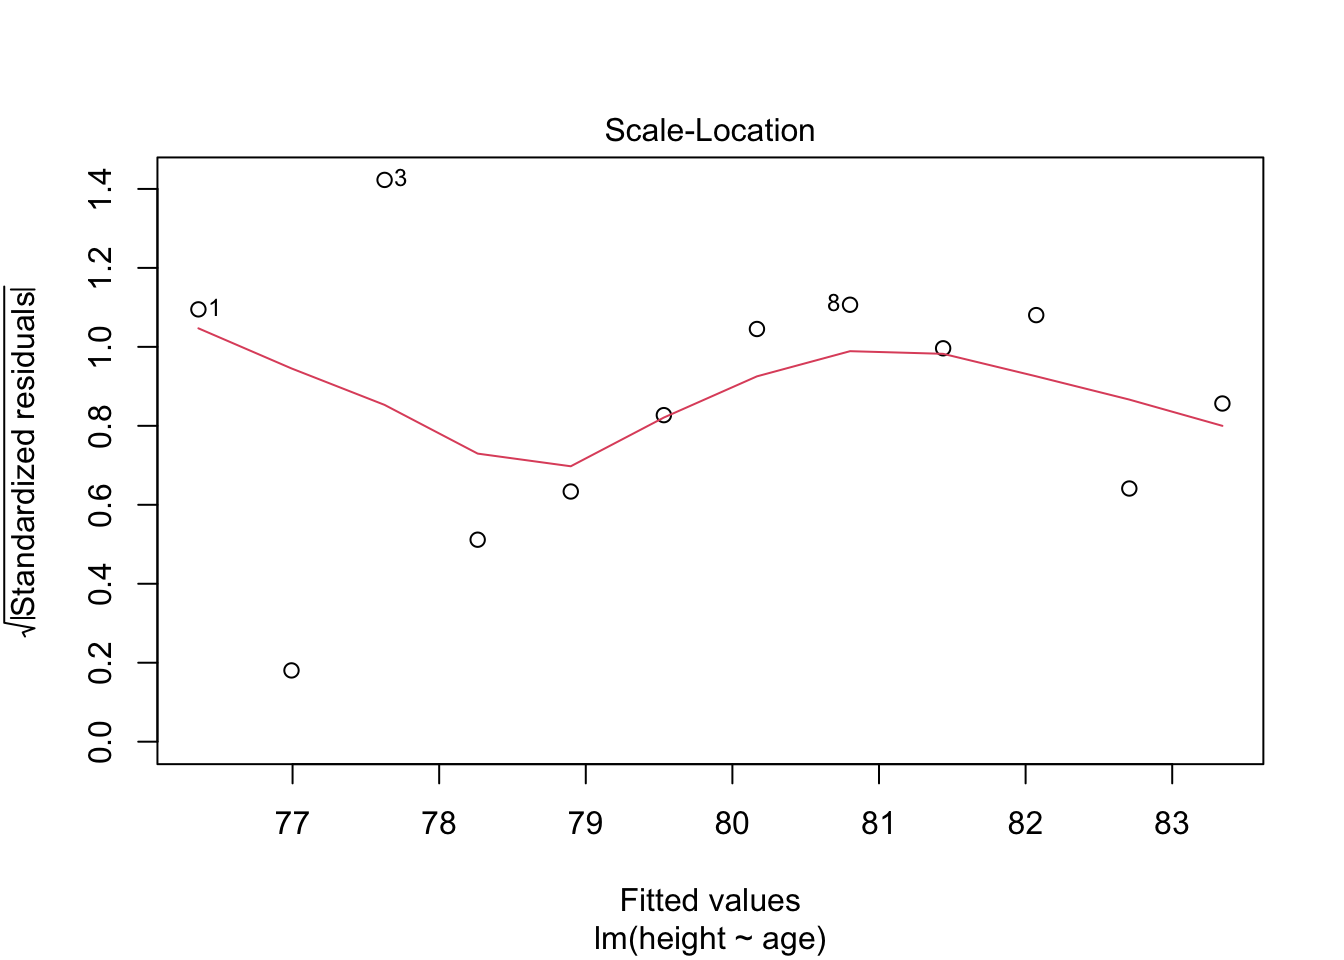 Scale-Location
√|Standardized residuals|
1.4
1.2
1.0
0.8
0.6
0.4
0.2
0.0
3
1
8
77 78 79 80 81 82 83
Fitted values
lm(height ~ age)